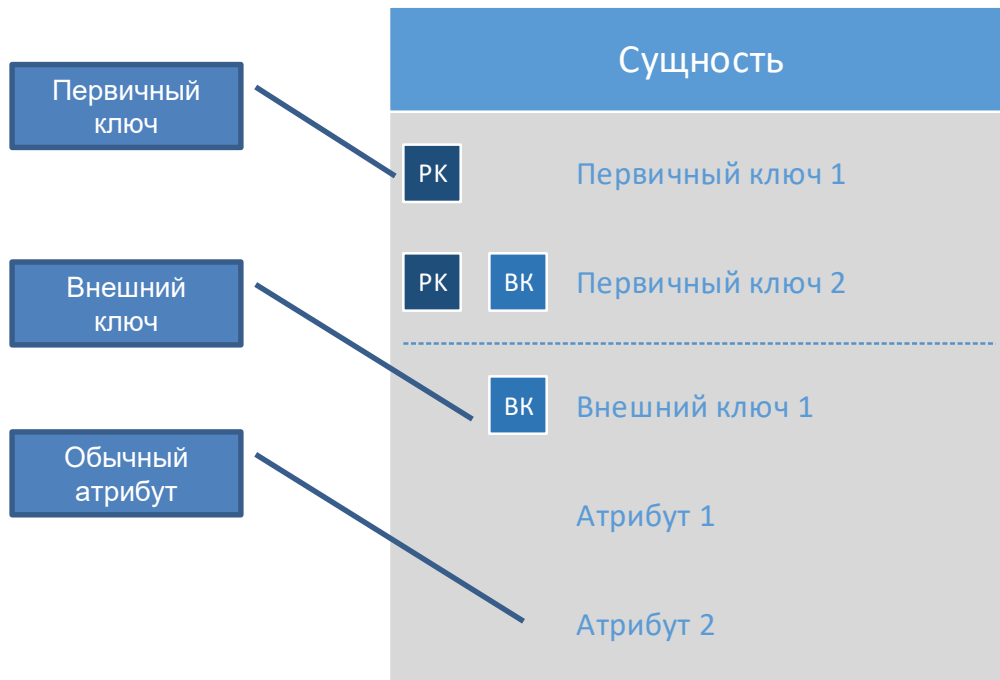 Сущность
Первичный
ключ
PK
Первичный ключ 1
Внешний
ключ
PK
ВК
Первичный ключ 2
ВК
Внешний ключ 1
Обычный
атрибут
Атрибут 1
Атрибут 2